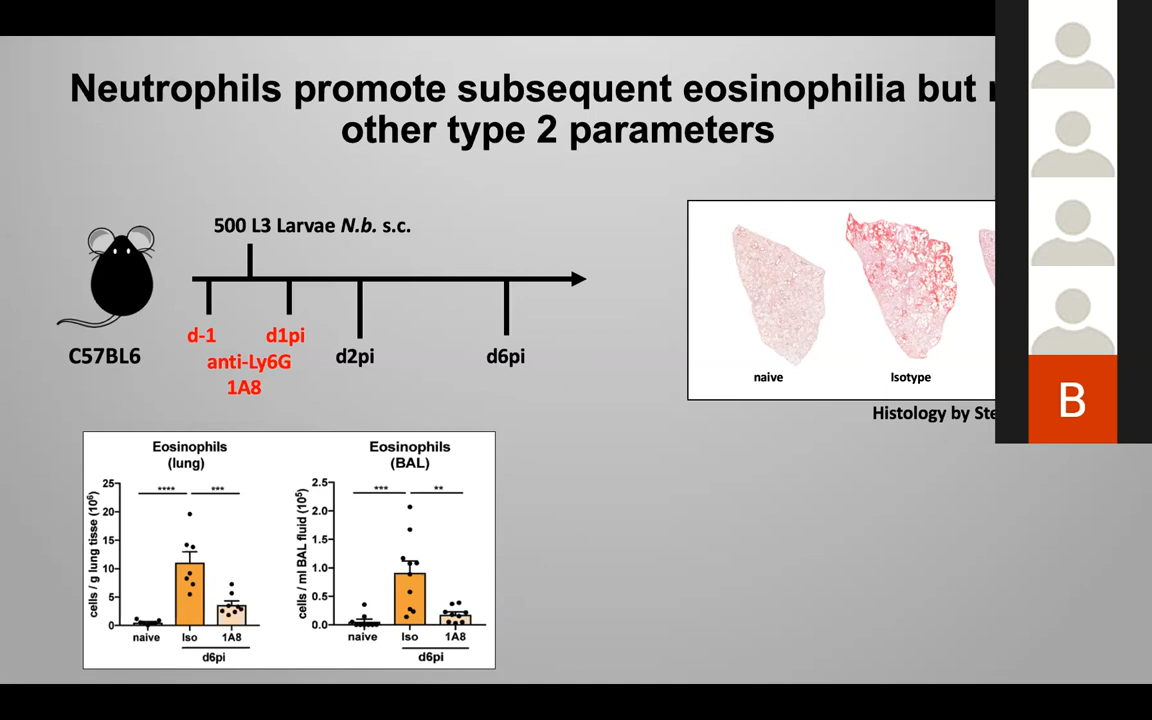 Neutrophils promote subsequent eosinophilia but
other type 2 parameters
500 L3 Larvae N.b. s.c.
d-1
d1pi
anti-Ly6G
1A8
d2pi
d6pi
C57BL6
naive
Isotype
Histology by
B
Eosinophils
(lung)
cells / g lung tisse (10⁶)
25
20
15
10
5
0
****
***
naive
Iso
1A8
d6pi
Eosinophils
(BAL)
cells / ml BAL fluid (10⁵)
2.5
2.0
1.5
1.0
0.5
0.0
***
**
naive
Iso
1A8
d6pi